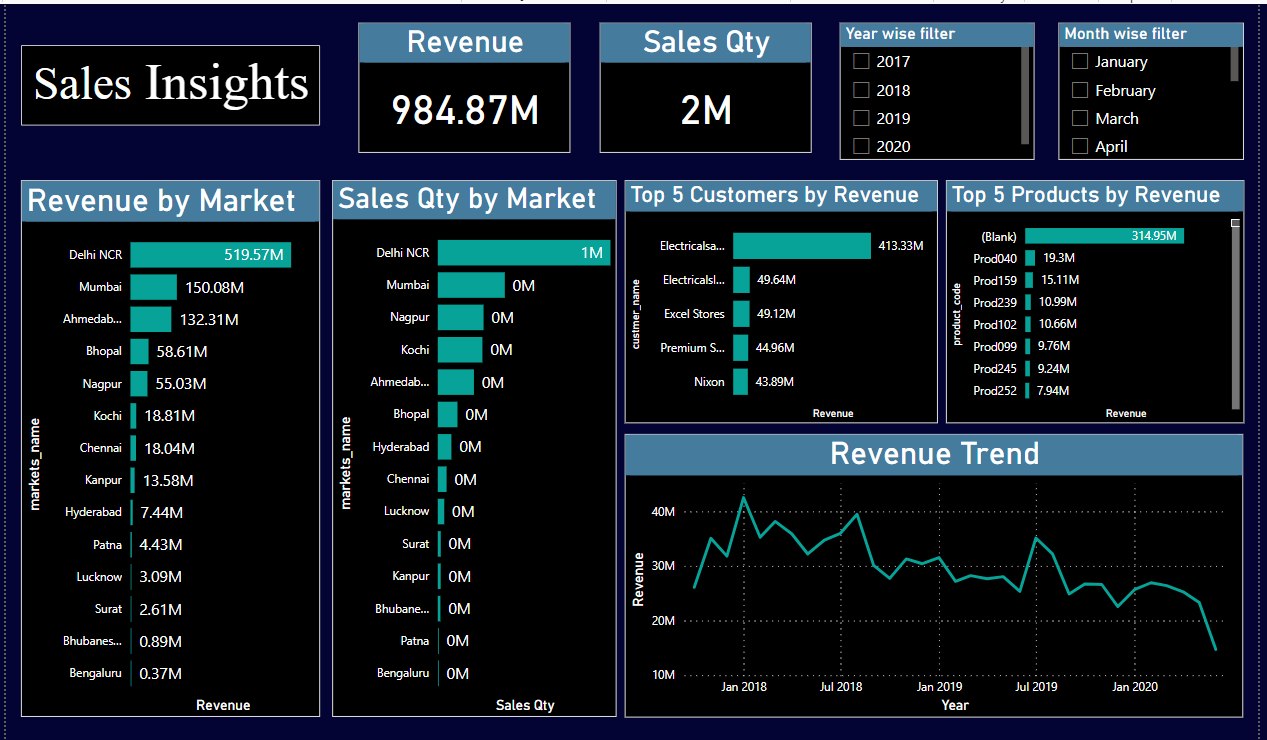 Sales Insights
Revenue
984.87M
Sales Qty
2M
Year wise filter
2017
2018
2019
2020
Month wise filter
January
February
March
April
Revenue by Market
markets_name
Delhi NCR 519.57M
Mumbai 150.08M
Ahmedab... 132.31M
Bhopal 58.61M
Nagpur 55.03M
Kochi 18.81M
Chennai 18.04M
Kanpur 13.58M
Hyderabad 7.44M
Patna 4.43M
Lucknow 3.09M
Surat 2.61M
Bhubanes... 0.89M
Bengaluru 0.37M
Revenue
Sales Qty by Market
markets_name
Delhi NCR 1M
Mumbai 0M
Nagpur 0M
Kochi 0M
Ahmedab... 0M
Bhopal 0M
Hyderabad 0M
Chennai 0M
Lucknow 0M
Surat 0M
Kanpur 0M
Bhubane... 0M
Patna 0M
Bengaluru 0M
Sales Qty
Top 5 Customers by Revenue
custmer_name
Electricalsa... 413.33M
Electricalsl... 49.64M
Excel Stores 49.12M
Premium S... 44.96M
Nixon 43.89M
Revenue
Top 5 Products by Revenue
product_code
(Blank) 314.95M
Prod040 19.3M
Prod159 15.11M
Prod239 10.99M
Prod102 10.66M
Prod099 9.76M
Prod245 9.24M
Prod252 7.94M
Revenue
Revenue Trend
Revenue
40M
30M
20M
10M
Jan 2018 Jul 2018 Jan 2019 Jul 2019 Jan 2020
Year